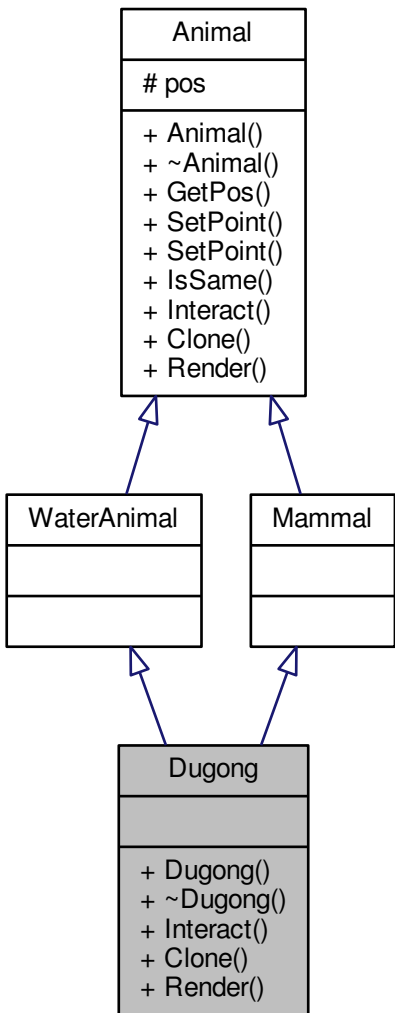 Animal
# pos
+ Animal()
+ ~Animal()
+ GetPos()
+ SetPoint()
+ SetPoint()
+ IsSame()
+ Interact()
+ Clone()
+ Render()
WaterAnimal
Mammal
Dugong
+ Dugong()
+ ~Dugong()
+ Interact()
+ Clone()
+ Render()